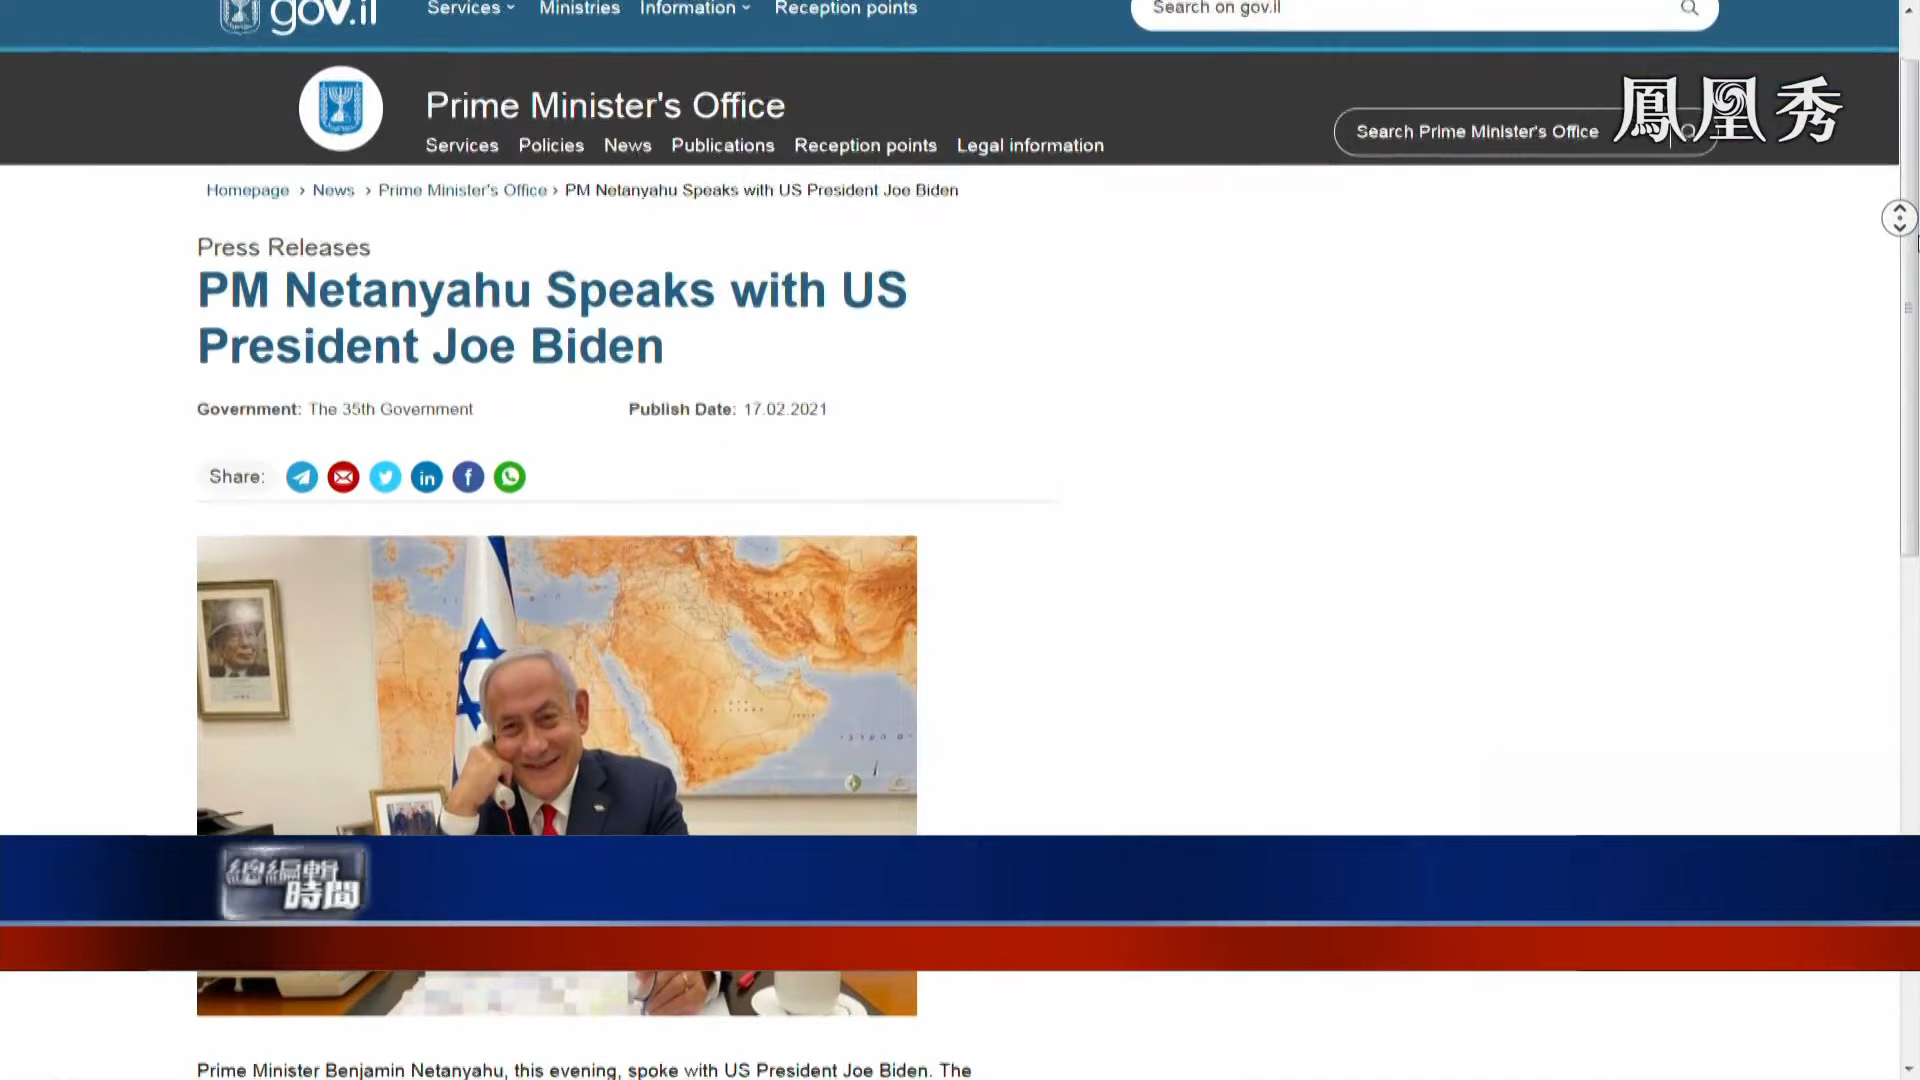 gov.il
Services Ministries Information Reception points
Search on gov.il
Prime Minister's Office
Services Policies News Publications Reception points Legal information
Search Prime Minister's Office
鳳凰秀
Homepage › News › Prime Minister's Office › PM Netanyahu Speaks with US President Joe Biden
Press Releases
PM Netanyahu Speaks with US
President Joe Biden
Government: The 35th Government Publish Date: 17.02.2021
Share:
總編輯
時間
Prime Minister Benjamin Netanyahu, this evening, spoke with US President Joe Biden. The